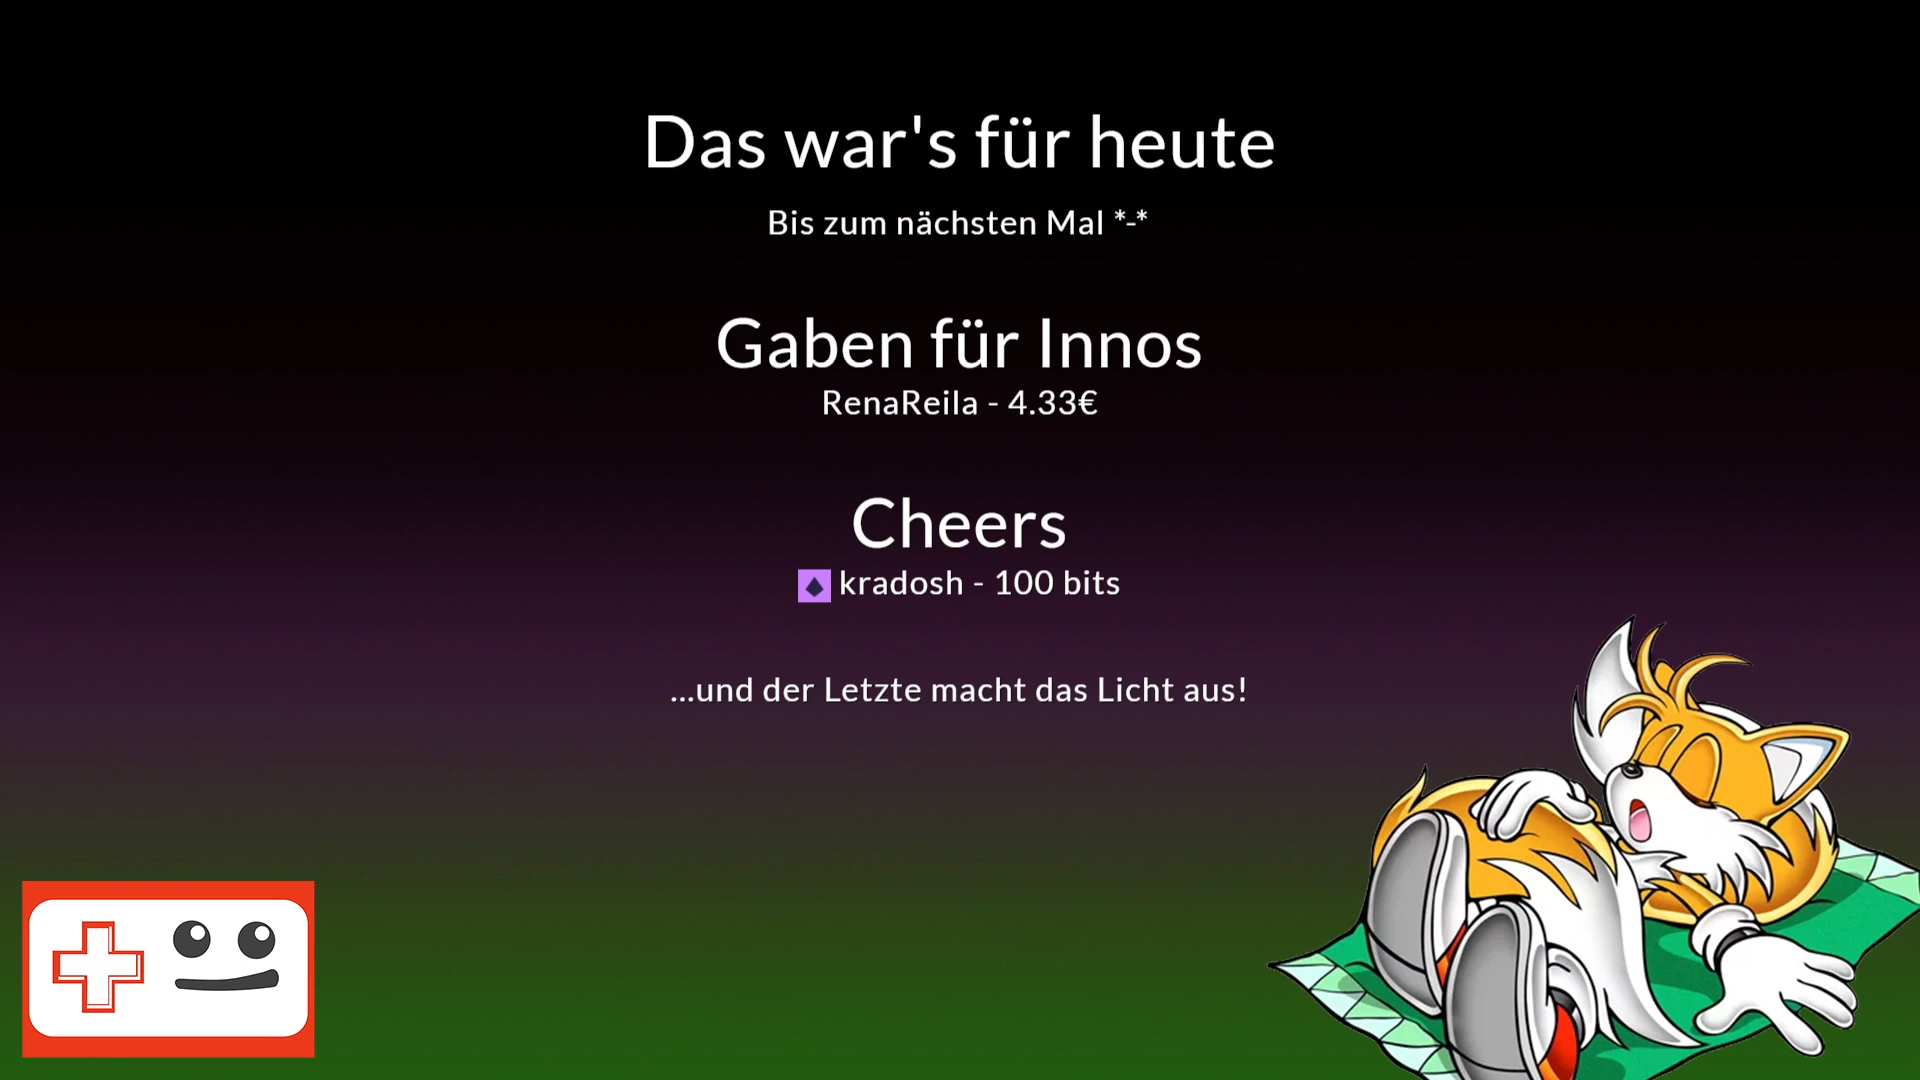 Das war's für heute
Bis zum nächsten Mal *-*
Gaben für Innos
RenaReila - 4.33€
Cheers
kradosh - 100 bits
...und der Letzte macht das Licht aus!